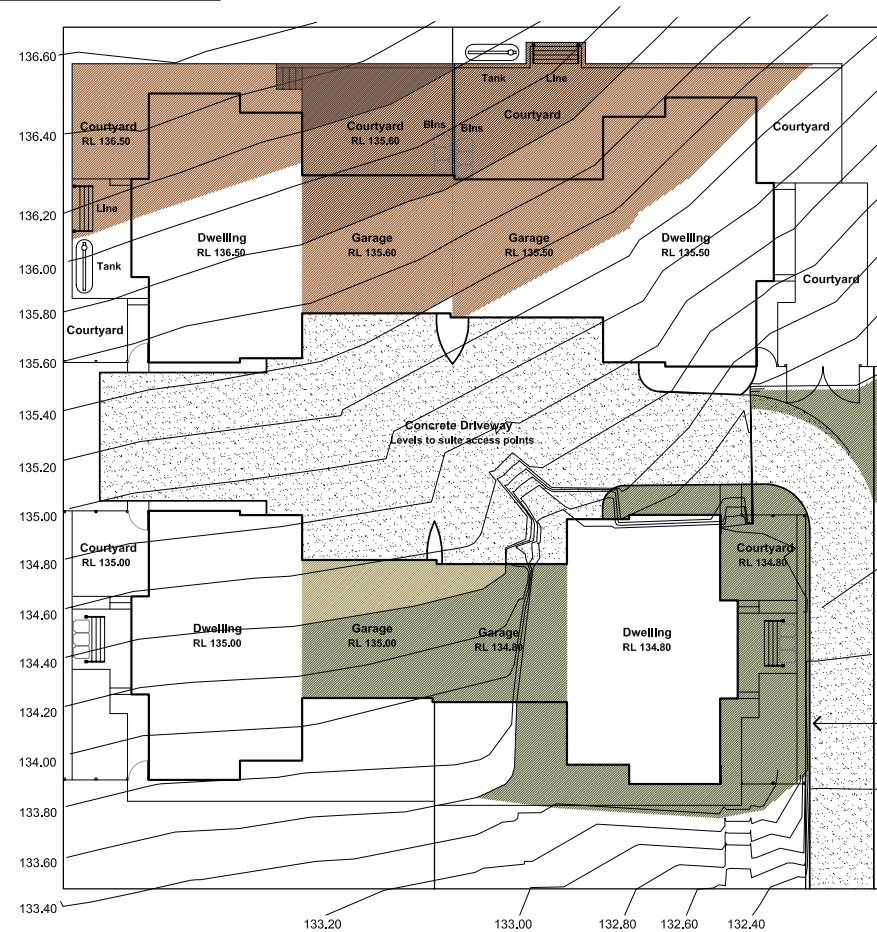 136.60
Tank
Line
Courtyard
RL 136.50
Courtyard
RL 135.60
Bins
Bins
Courtyard
Courtyard
136.40
136.20
Line
Dwelling
RL 136.50
Garage
RL 135.60
Garage
RL 135.50
Dwelling
RL 135.50
136.00
Tank
Courtyard
135.80
Courtyard
135.60
135.40
Concrete Driveway
Levels to suite access points
135.20
135.00
Courtyard
RL 135.00
Courtyard
RL 134.80
134.80
134.60
Dwelling
RL 135.00
Garage
RL 135.00
Garage
RL 134.80
Dwelling
RL 134.80
134.40
134.20
134.00
133.80
133.60
133.40
133.20
133.00
132.80
132.60
132.40